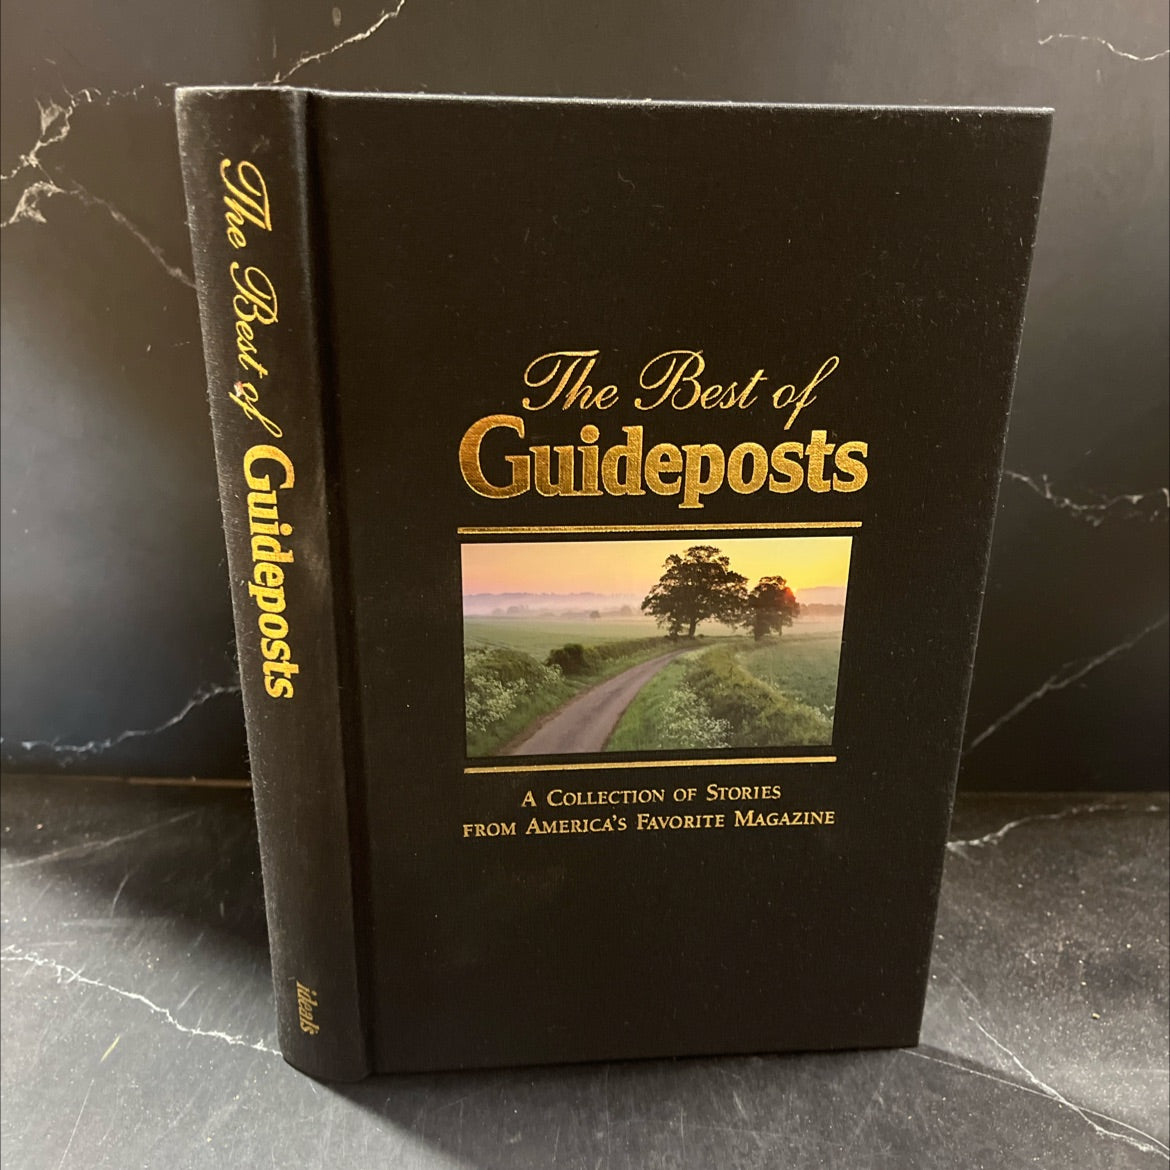 The Best of Guideposts
ideals
The Best of
Guideposts
A Collection of Stories
from America's Favorite Magazine